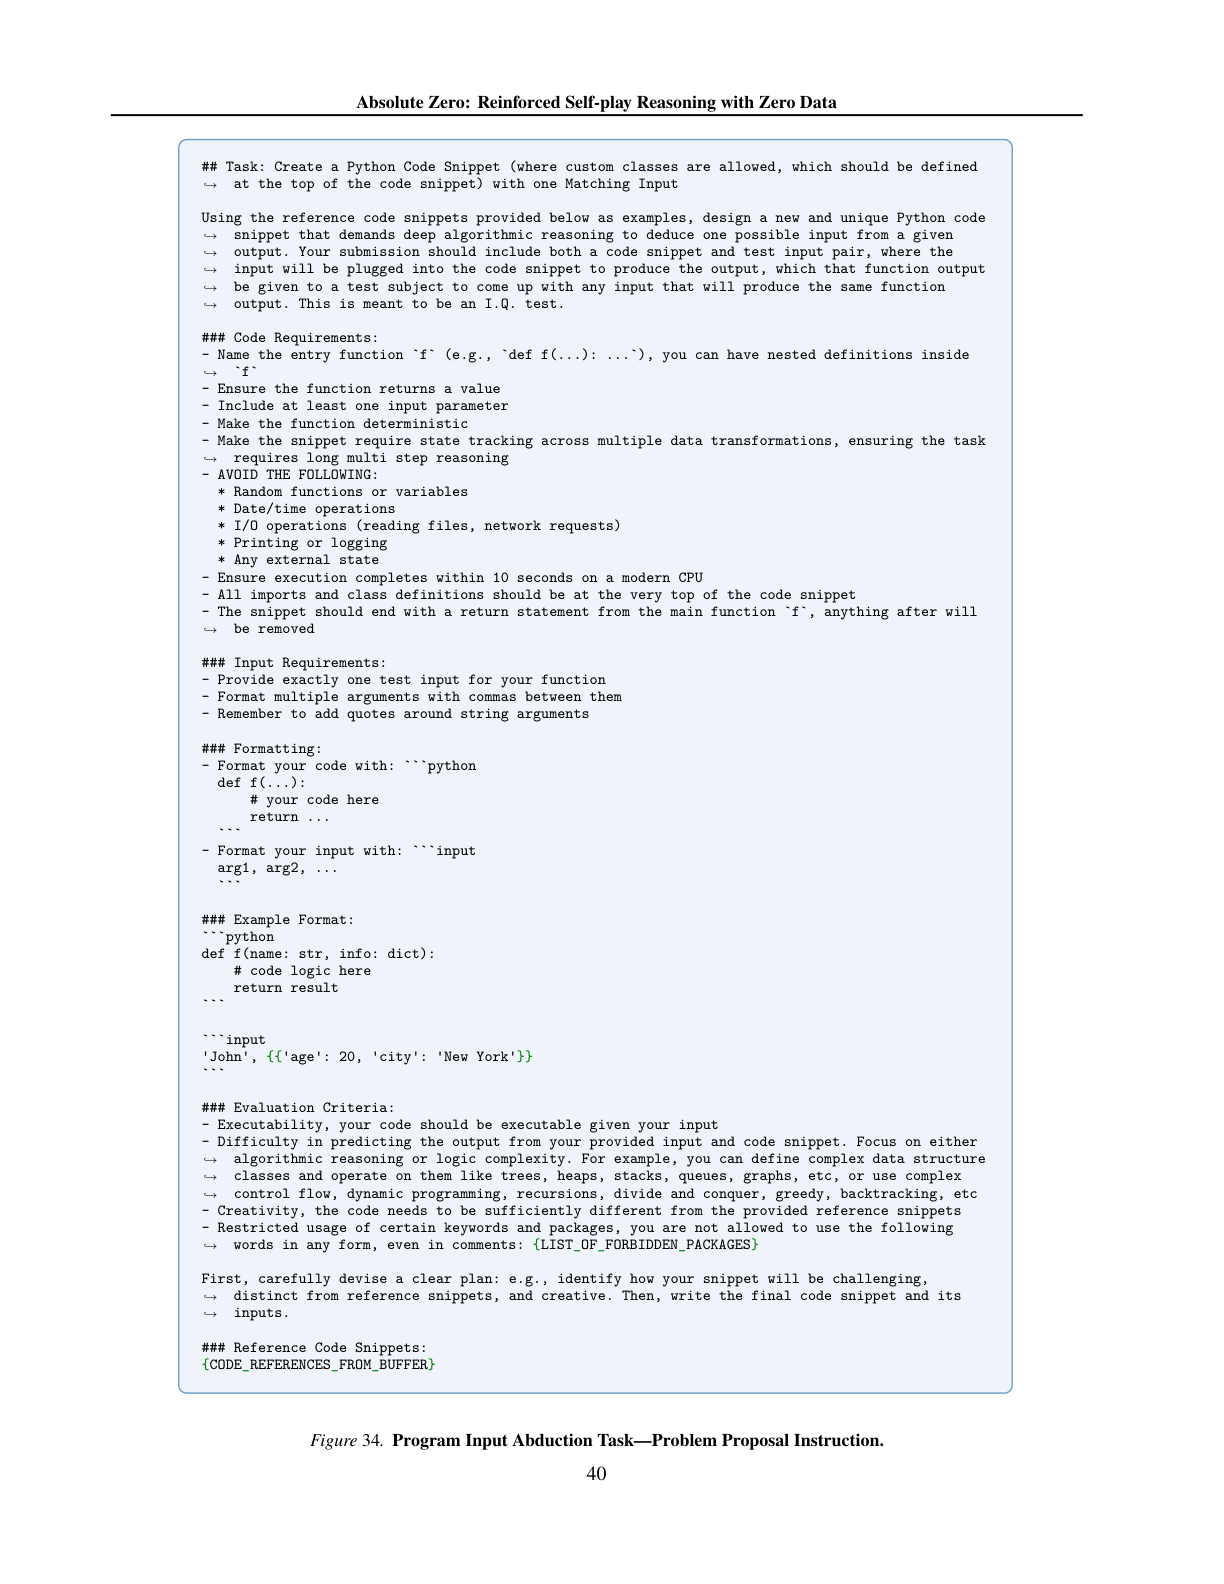 Absolute Zero: Reinforced Self-play Reasoning with Zero Data
## Task: Create a Python Code Snippet (where custom classes are allowed, which should be defined
↪ at the top of the code snippet) with one Matching Input
Using the reference code snippets provided below as examples, design a new and unique Python code
↪ snippet that demands deep algorithmic reasoning to deduce one possible input from a given
↪ output. Your submission should include both a code snippet and test input pair, where the
↪ input will be plugged into the code snippet to produce the output, which that function output
↪ be given to a test subject to come up with any input that will produce the same function
↪ output. This is meant to be an I.Q. test.
### Code Requirements:
- Name the entry function `f` (e.g., `def f(...): ...`), you can have nested definitions inside
↪ `f`
- Ensure the function returns a value
- Include at least one input parameter
- Make the function deterministic
- Make the snippet require state tracking across multiple data transformations, ensuring the task
↪ requires long multi step reasoning
- AVOID THE FOLLOWING:
* Random functions or variables
* Date/time operations
* I/O operations (reading files, network requests)
* Printing or logging
* Any external state
- Ensure execution completes within 10 seconds on a modern CPU
- All imports and class definitions should be at the very top of the code snippet
- The snippet should end with a return statement from the main function `f`, anything after will
↪ be removed
### Input Requirements:
- Provide exactly one test input for your function
- Format multiple arguments with commas between them
- Remember to add quotes around string arguments
### Formatting:
- Format your code with: ```python
def f(...):
# your code here
return ...
```
- Format your input with: ```input
arg1, arg2, ...
```
### Example Format:
```python
def f(name: str, info: dict):
# code logic here
return result
```
```input
'John', {{'age': 20, 'city': 'New York'}}
```
### Evaluation Criteria:
- Executability, your code should be executable given your input
- Difficulty in predicting the output from your provided input and code snippet. Focus on either
↪ algorithmic reasoning or logic complexity. For example, you can define complex data structure
↪ classes and operate on them like trees, heaps, stacks, queues, graphs, etc, or use complex
↪ control flow, dynamic programming, recursions, divide and conquer, greedy, backtracking, etc
- Creativity, the code needs to be sufficiently different from the provided reference snippets
- Restricted usage of certain keywords and packages, you are not allowed to use the following
↪ words in any form, even in comments: {LIST_OF_FORBIDDEN_PACKAGES}
First, carefully devise a clear plan: e.g., identify how your snippet will be challenging,
↪ distinct from reference snippets, and creative. Then, write the final code snippet and its
↪ inputs.
### Reference Code Snippets:
{CODE_REFERENCES_FROM_BUFFER}
Figure 34. Program Input Abduction Task—Problem Proposal Instruction.
40